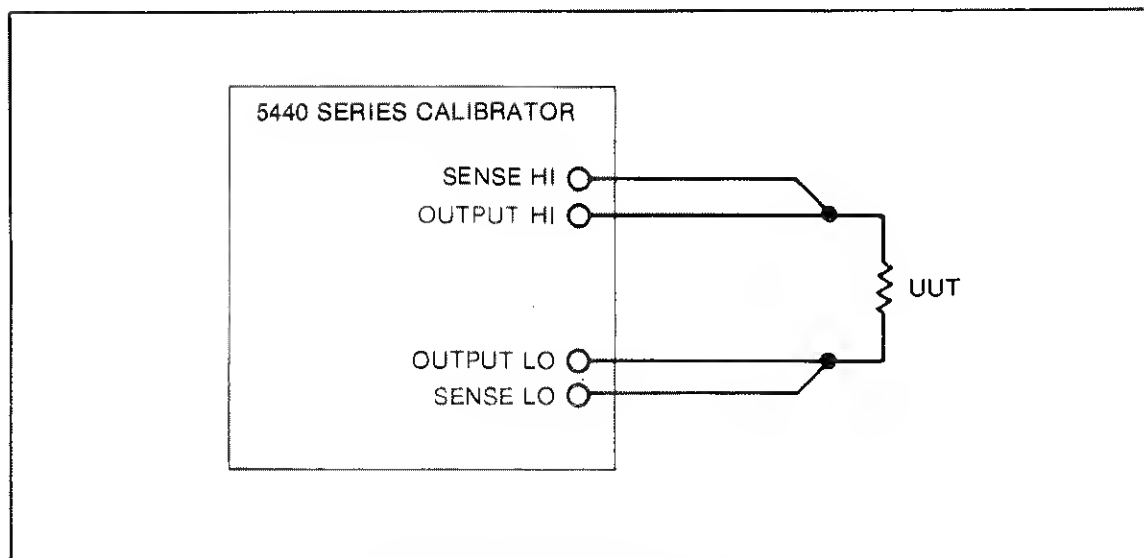 5440 SERIES CALIBRATOR
SENSE HI
OUTPUT HI
UUT
OUTPUT LO
SENSE LO